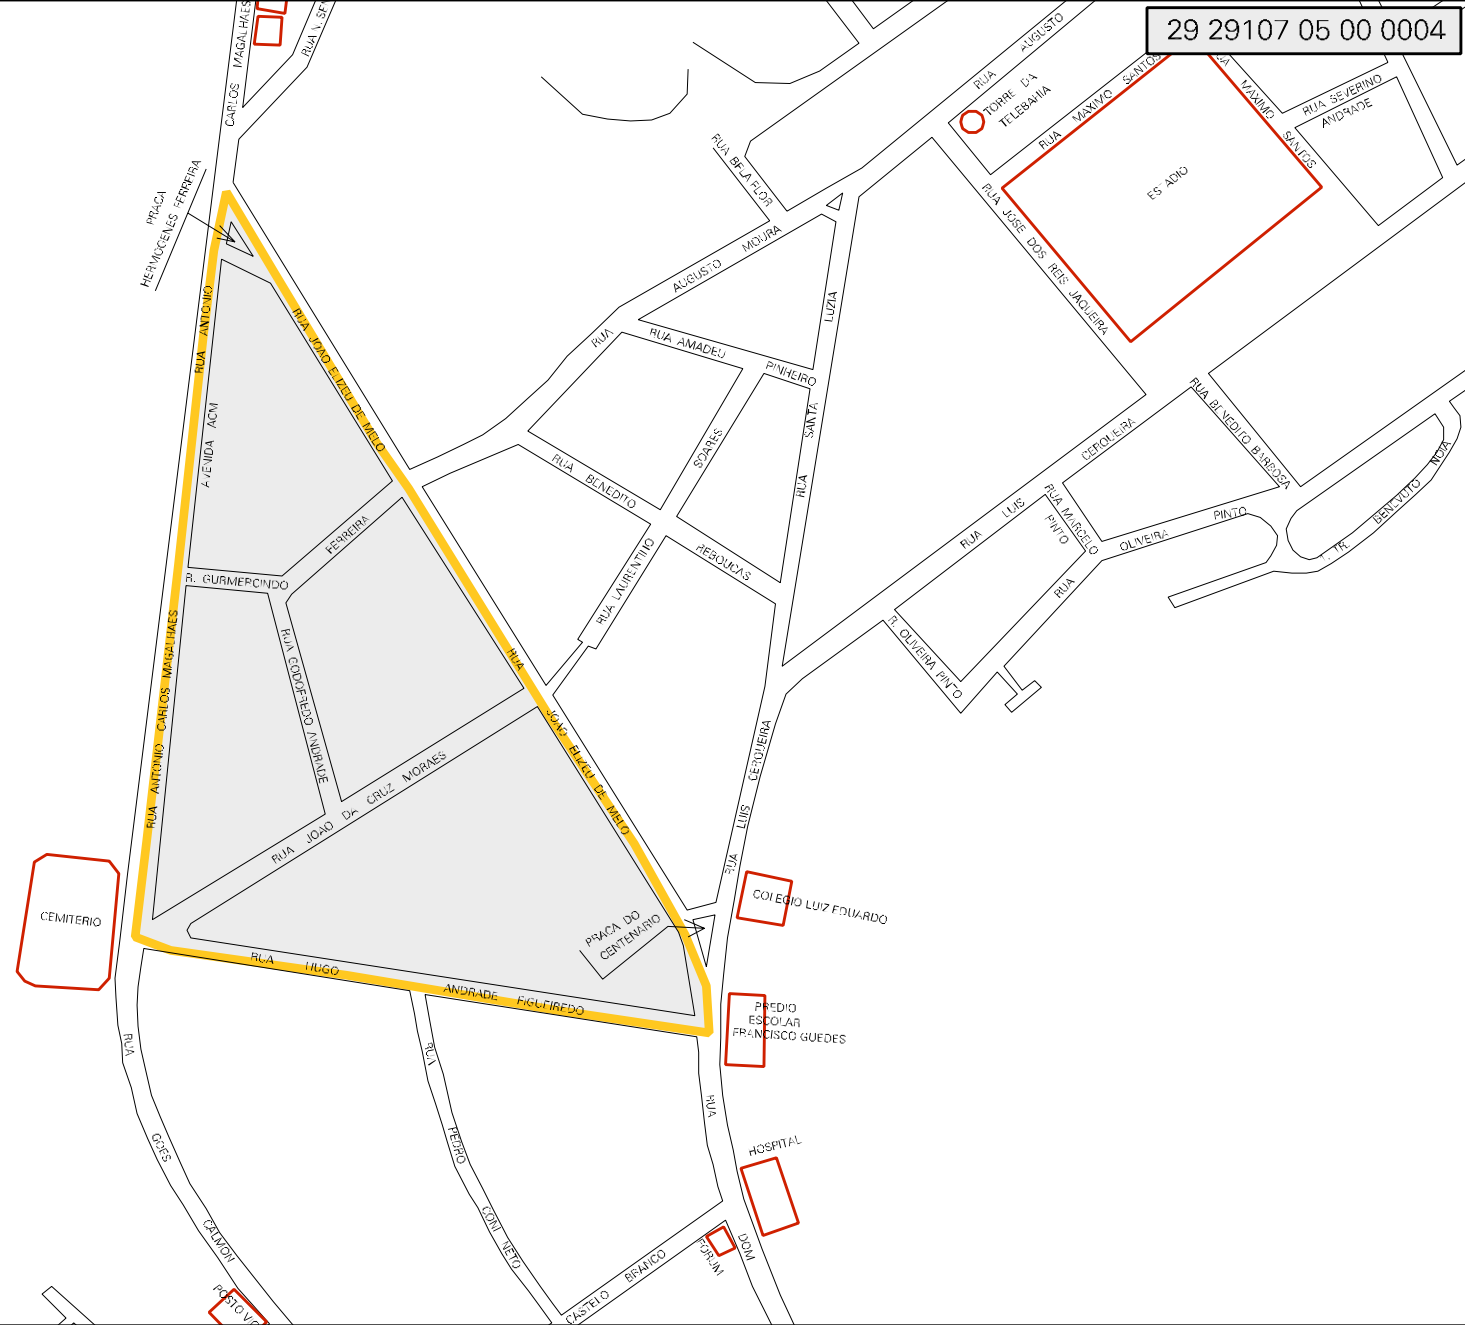 29 29107 05 00 0004
CARLOS MAGALHAES
RUA
AUGUSTO
TORRE DA
TELEBAHIA
RUA MAXIMO SANTOS
MAXIMO
SANTOS
RUA SEVERINO
ANDRADE
ESTADIO
RUA BELA FLOR
PRACA
HERMOGENES FERREIRA
RUA JOSE DOS REIS JAQUEIRA
RUA AUGUSTO MOURA
RUA AMADEU PINHEIRO
RUA SANTA LUZIA
RUA ANTONIO
AVENIDA ACM
RUA JOAO ELIZEU DE MELO
RUA BENEDITO REBOUCAS
RUA LAURENTINO SOARES
RUA LUIS CERQUEIRA
RUA BENEDITO BARBOSA
RUA MARCELO
PINTO
RUA OLIVEIRA PINTO
BENEVUTO
NOIA
R. OLIVEIRA PINTO
R. GURMERCINDO
FERREIRA
RUA GODOFREDO ANDRADE
RUA ANTONIO CARLOS MAGALHAES
RUA JOAO DA CRUZ MORAES
RUA JOAO ELIZEU DE MELO
RUA LUIS CERQUEIRA
CEMITERIO
COLEGIO LUIZ EDUARDO
PRACA DO
CENTENARIO
RUA HUGO ANDRADE FIGUEIREDO
PREDIO
ESCOLAR
FRANCISCO GUEDES
RUA GOES CALMON
RUA PEDRO CONI NETO
RUA DOM
HOSPITAL
FORUM
CASTELO BRANCO
POSTO